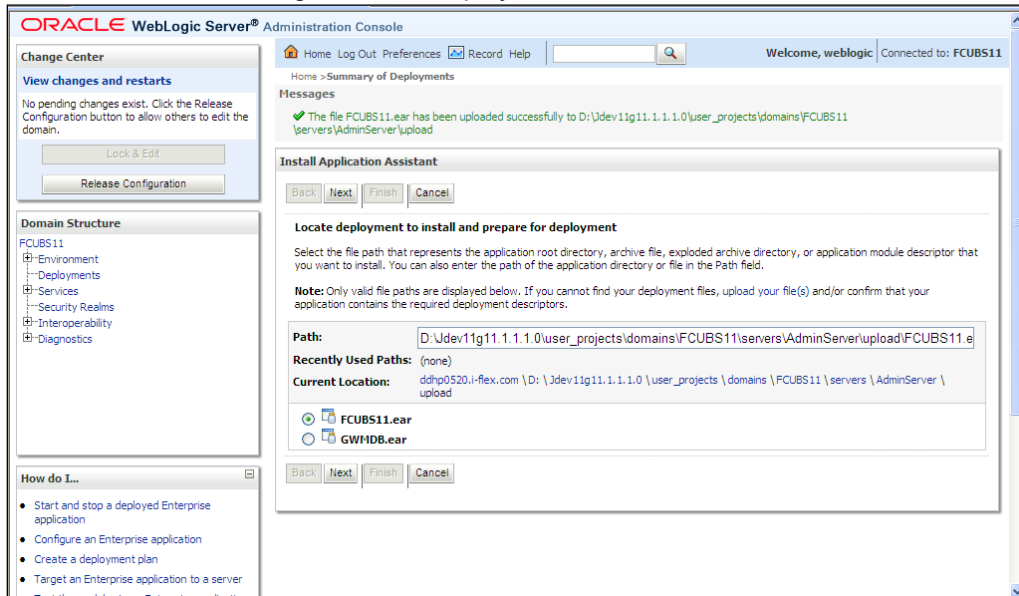 ORACLE WebLogic Server® Administration Console
Change Center
View changes and restarts
No pending changes exist. Click the Release
Configuration button to allow others to edit the
domain.
Lock & Edit
Release Configuration
Domain Structure
FCUBS11
Environment
Deployments
Services
Security Realms
Interoperability
Diagnostics
How do I...
Start and stop a deployed Enterprise
application
Configure an Enterprise application
Create a deployment plan
Target an Enterprise application to a server
Home Log Out Preferences Record Help
Welcome, weblogic Connected to: FCUBS11
Home >Summary of Deployments
Messages
The file FCUBS11.ear has been uploaded successfully to D:\Jdev11g11.1.1.1.0\user_projects\domains\FCUBS11
\servers\AdminServer\upload
Install Application Assistant
Back Next Finish Cancel
Locate deployment to install and prepare for deployment
Select the file path that represents the application root directory, archive file, exploded archive directory, or application module descriptor that
you want to install. You can also enter the path of the application directory or file in the Path field.
Note: Only valid file paths are displayed below. If you cannot find your deployment files, upload your file(s) and/or confirm that your
application contains the required deployment descriptors.
Path: D:\Jdev11g11.1.1.1.0\user_projects\domains\FCUBS11\servers\AdminServer\upload\FCUBS11.e
Recently Used Paths: (none)
Current Location: ddhp0520.i-flex.com \ D: \ Jdev11g11.1.1.1.0 \ user_projects \ domains \ FCUBS11 \ servers \ AdminServer \
upload
FCUBS11.ear
GWMDB.ear
Back Next Finish Cancel